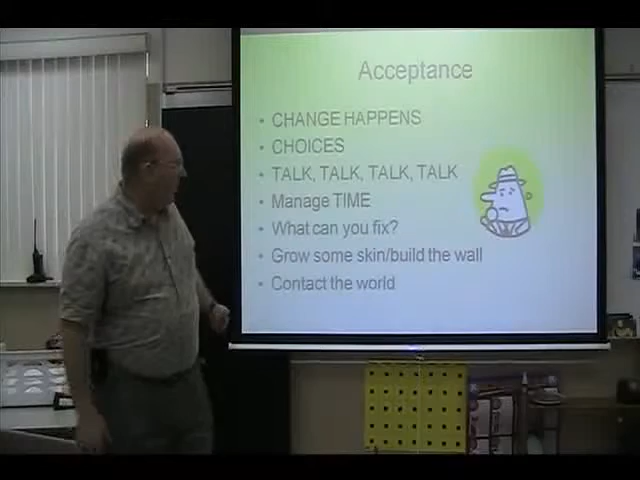 Acceptance
• CHANGE HAPPENS
• CHOICES
• TALK, TALK, TALK, TALK
• Manage TIME
• What can you fix?
• Grow some skin/build the wall
• Contact the world